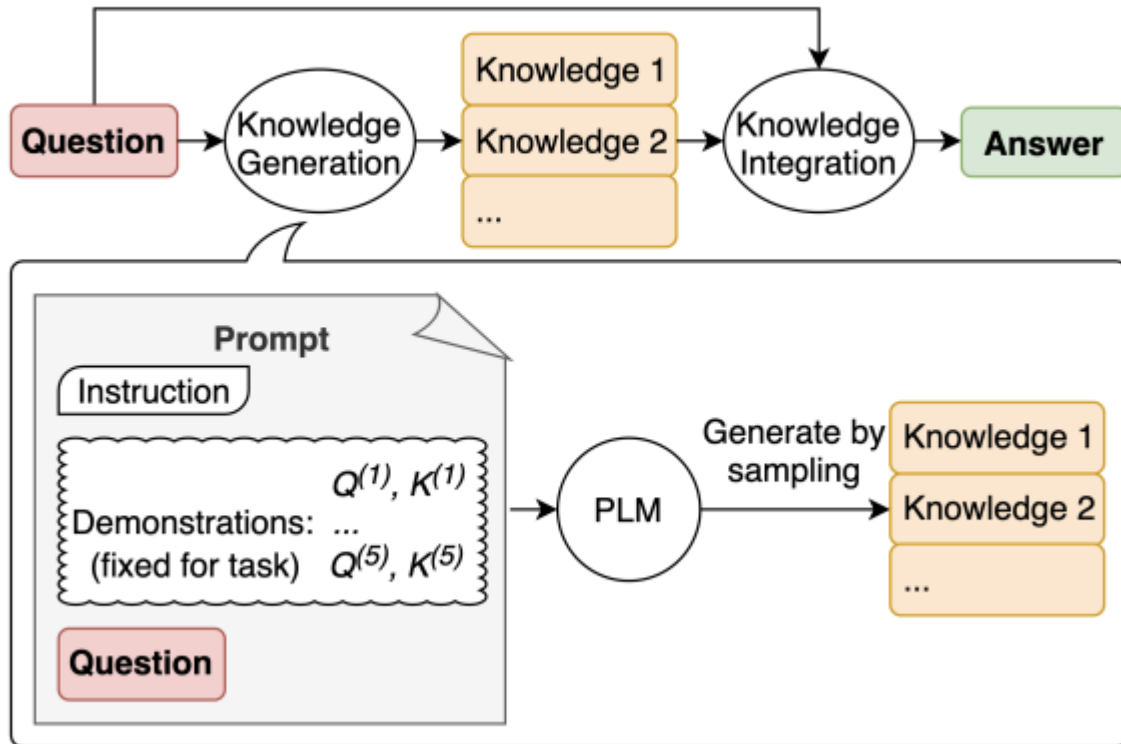 Question
Knowledge
Generation
Knowledge 1
Knowledge 2
...
Knowledge
Integration
Answer
Prompt
Instruction
Demonstrations:
(fixed for task)
Q(1), K(1)
...
Q(5), K(5)
Question
PLM
Generate by
sampling
Knowledge 1
Knowledge 2
...